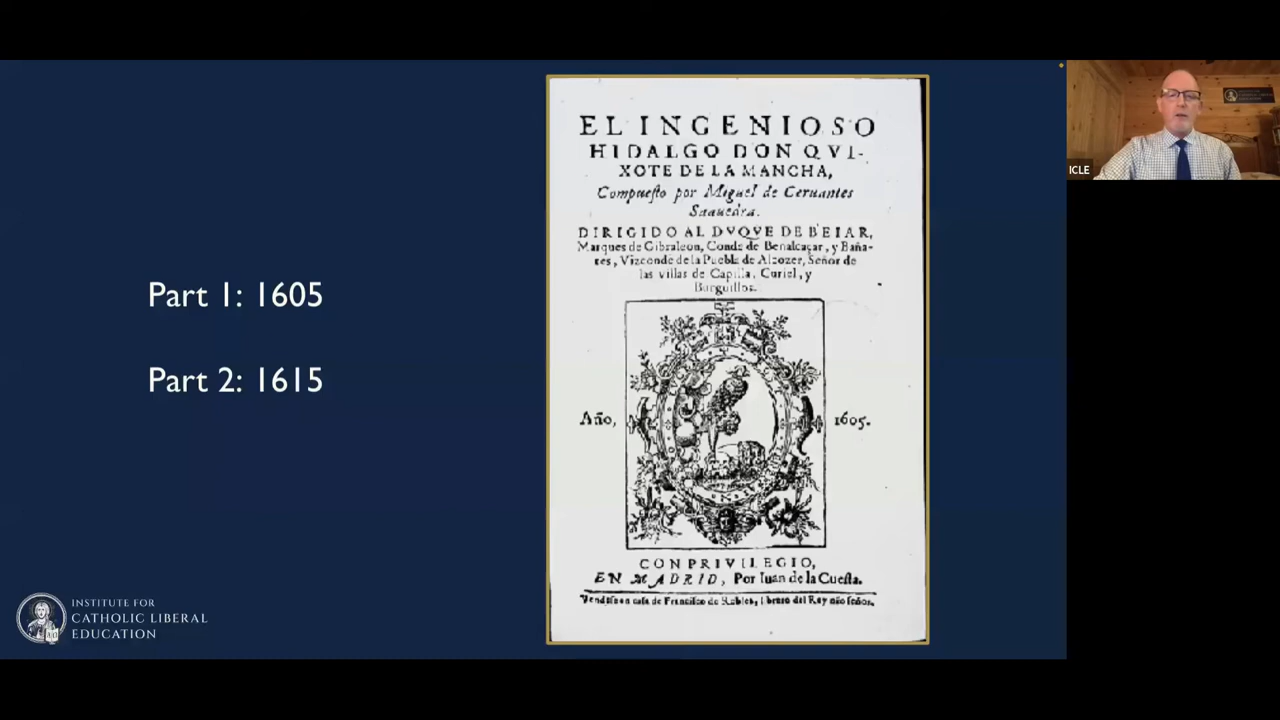 Part 1: 1605
Part 2: 1615
EL INGENIOSO
HIDALGO DON QVI-
XOTE DE LA MANCHA,
Compuesto por Miguel de Ceruantes
Saauedra.
DIRIGIDO AL DVQVE DE BEIAR,
Marques de Gibraleon, Conde de Benalcaçar, y Baña-
res, Vizconde de la Puebla de Alcozer, Señor de
las villas de Capilla, Curiel, y
Burguillos.
Año, 1605.
CON PRIVILEGIO,
EN MADRID, Por Iuan de la Cuesta.
Vendese en casa de Francisco de Robles, librero del Rey nro señor.
INSTITUTE FOR
CATHOLIC LIBERAL
EDUCATION
ICLE